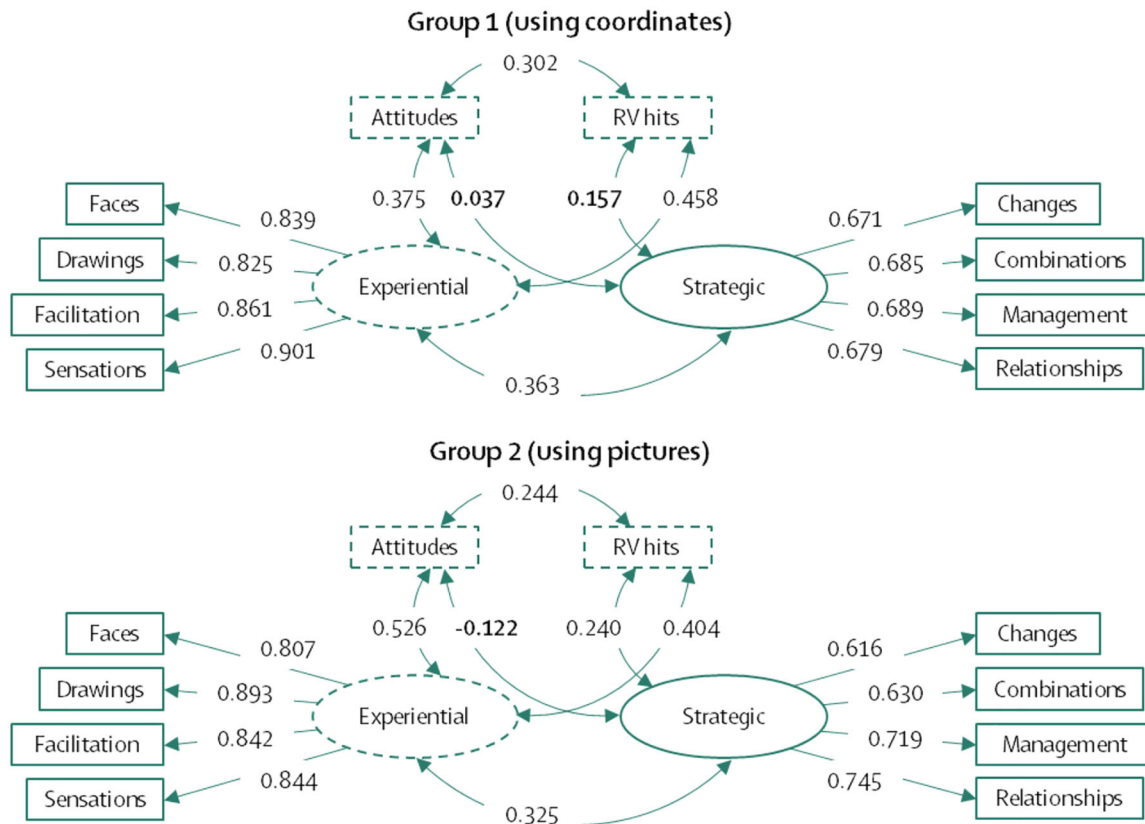 Group 1 (using coordinates)
0.302
Attitudes
RV hits
0.375
0.037
0.157
0.458
Faces
0.839
Drawings
0.825
Facilitation
0.861
Sensations
0.901
Experiential
Strategic
0.671
Changes
0.685
Combinations
0.689
Management
0.679
Relationships
0.363
Group 2 (using pictures)
0.244
Attitudes
RV hits
0.526
-0.122
0.240
0.404
Faces
0.807
Drawings
0.893
Facilitation
0.842
Sensations
0.844
Experiential
Strategic
0.616
Changes
0.630
Combinations
0.719
Management
0.745
Relationships
0.325